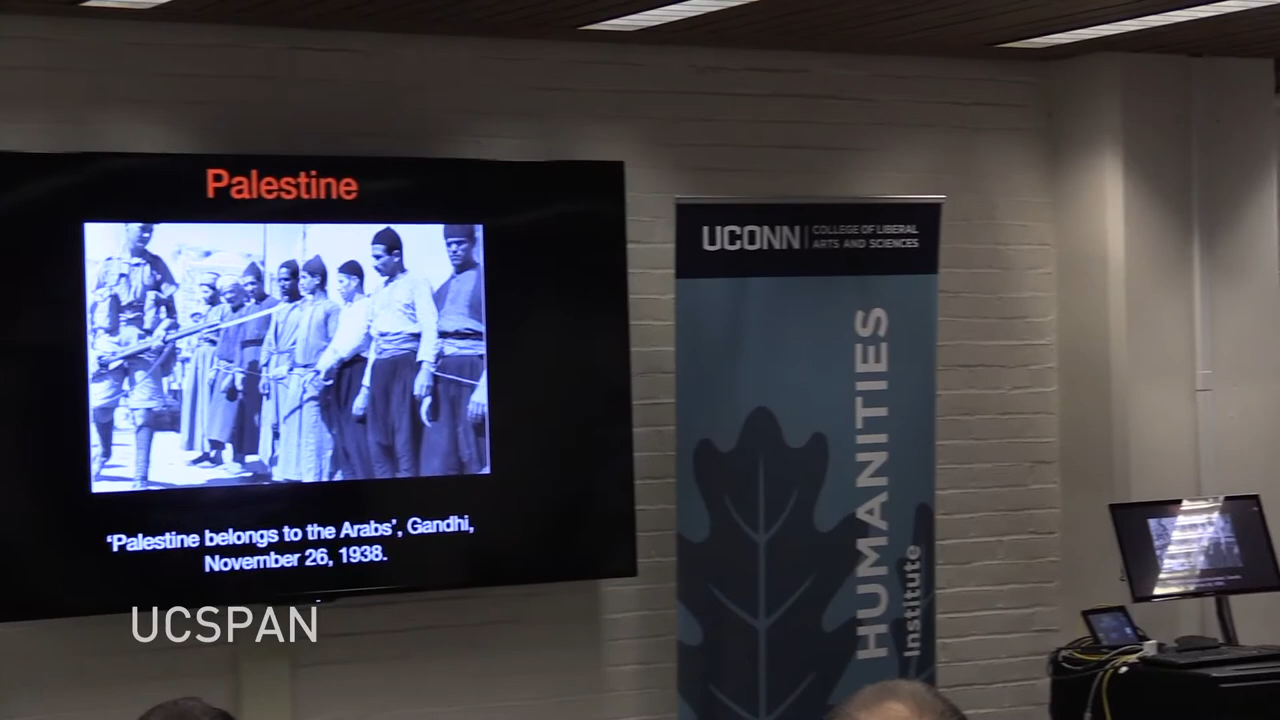 Palestine
'Palestine belongs to the Arabs', Gandhi,
November 26, 1938.
UCSPAN
UCONN
COLLEGE OF LIBERAL
ARTS AND SCIENCES
HUMANITIES
Institute